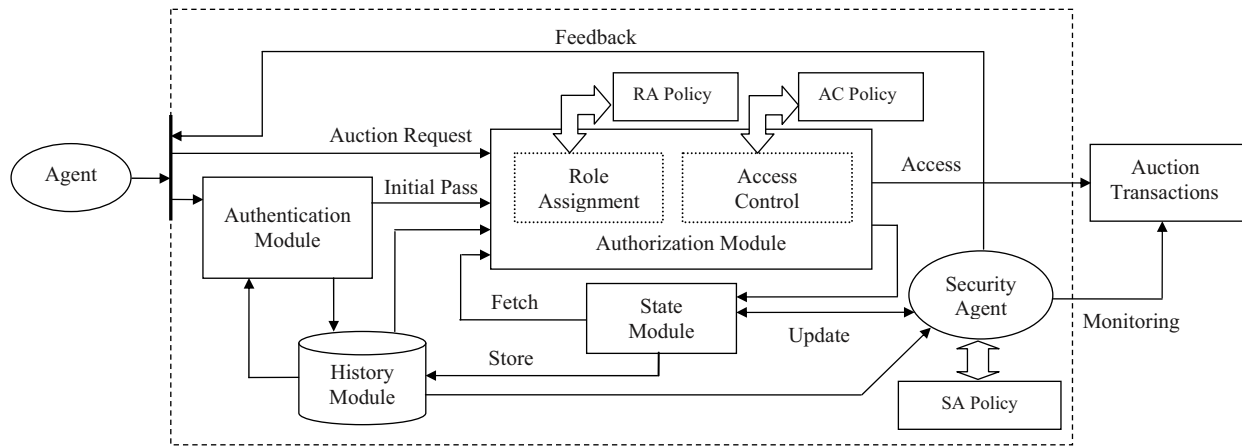 Feedback
RA Policy
AC Policy
Auction Request
Access
Agent
Role
Assignment
Access
Control
Auction
Transactions
Initial Pass
Authentication
Module
Authorization Module
Fetch
State
Module
Security
Agent
Update
Monitoring
Store
History
Module
SA Policy